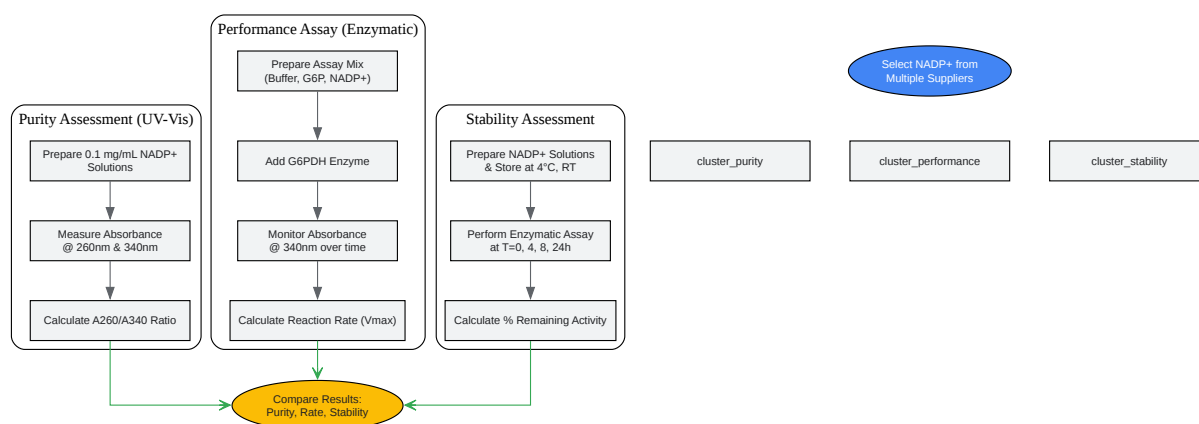 Performance Assay (Enzymatic)
Prepare Assay Mix
(Buffer, G6P, NADP+)
Add G6PDH Enzyme
Monitor Absorbance
@ 340nm over time
Calculate Reaction Rate (Vmax)
Purity Assessment (UV-Vis)
Prepare 0.1 mg/mL NADP+
Solutions
Measure Absorbance
@ 260nm & 340nm
Calculate A260/A340 Ratio
Stability Assessment
Prepare NADP+ Solutions
& Store at 4°C, RT
Perform Enzymatic Assay
at T=0, 4, 8, 24h
Calculate % Remaining Activity
Compare Results:
Purity, Rate, Stability
Select NADP+ from
Multiple Suppliers
cluster_purity
cluster_performance
cluster_stability